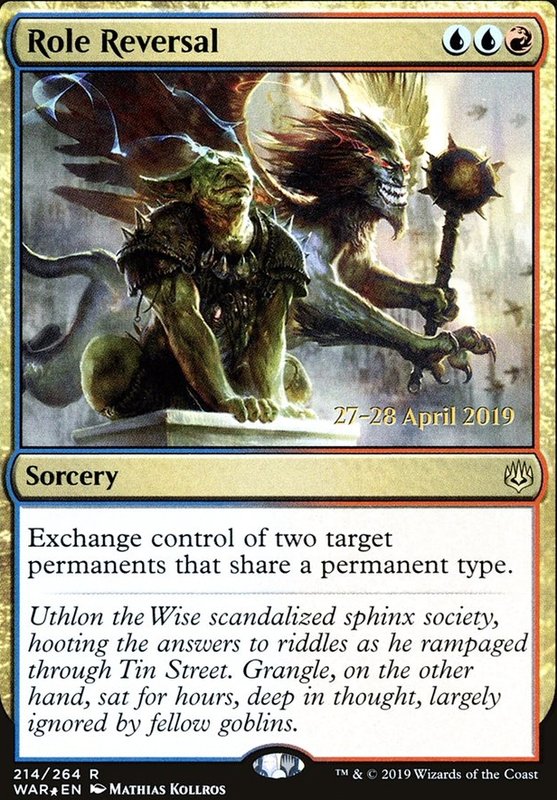 Role Reversal
27-28 April 2019
Sorcery
Exchange control of two target
permanents that share a permanent type.
Uthlon the Wise scandalized sphinx society,
hooting the answers to riddles as he rampaged
through Tin Street. Grangle, on the other
hand, sat for hours, deep in thought, largely
ignored by fellow goblins.
214/264 R
WAR★EN Mathias Kollros
™ & © 2019 Wizards of the Coast